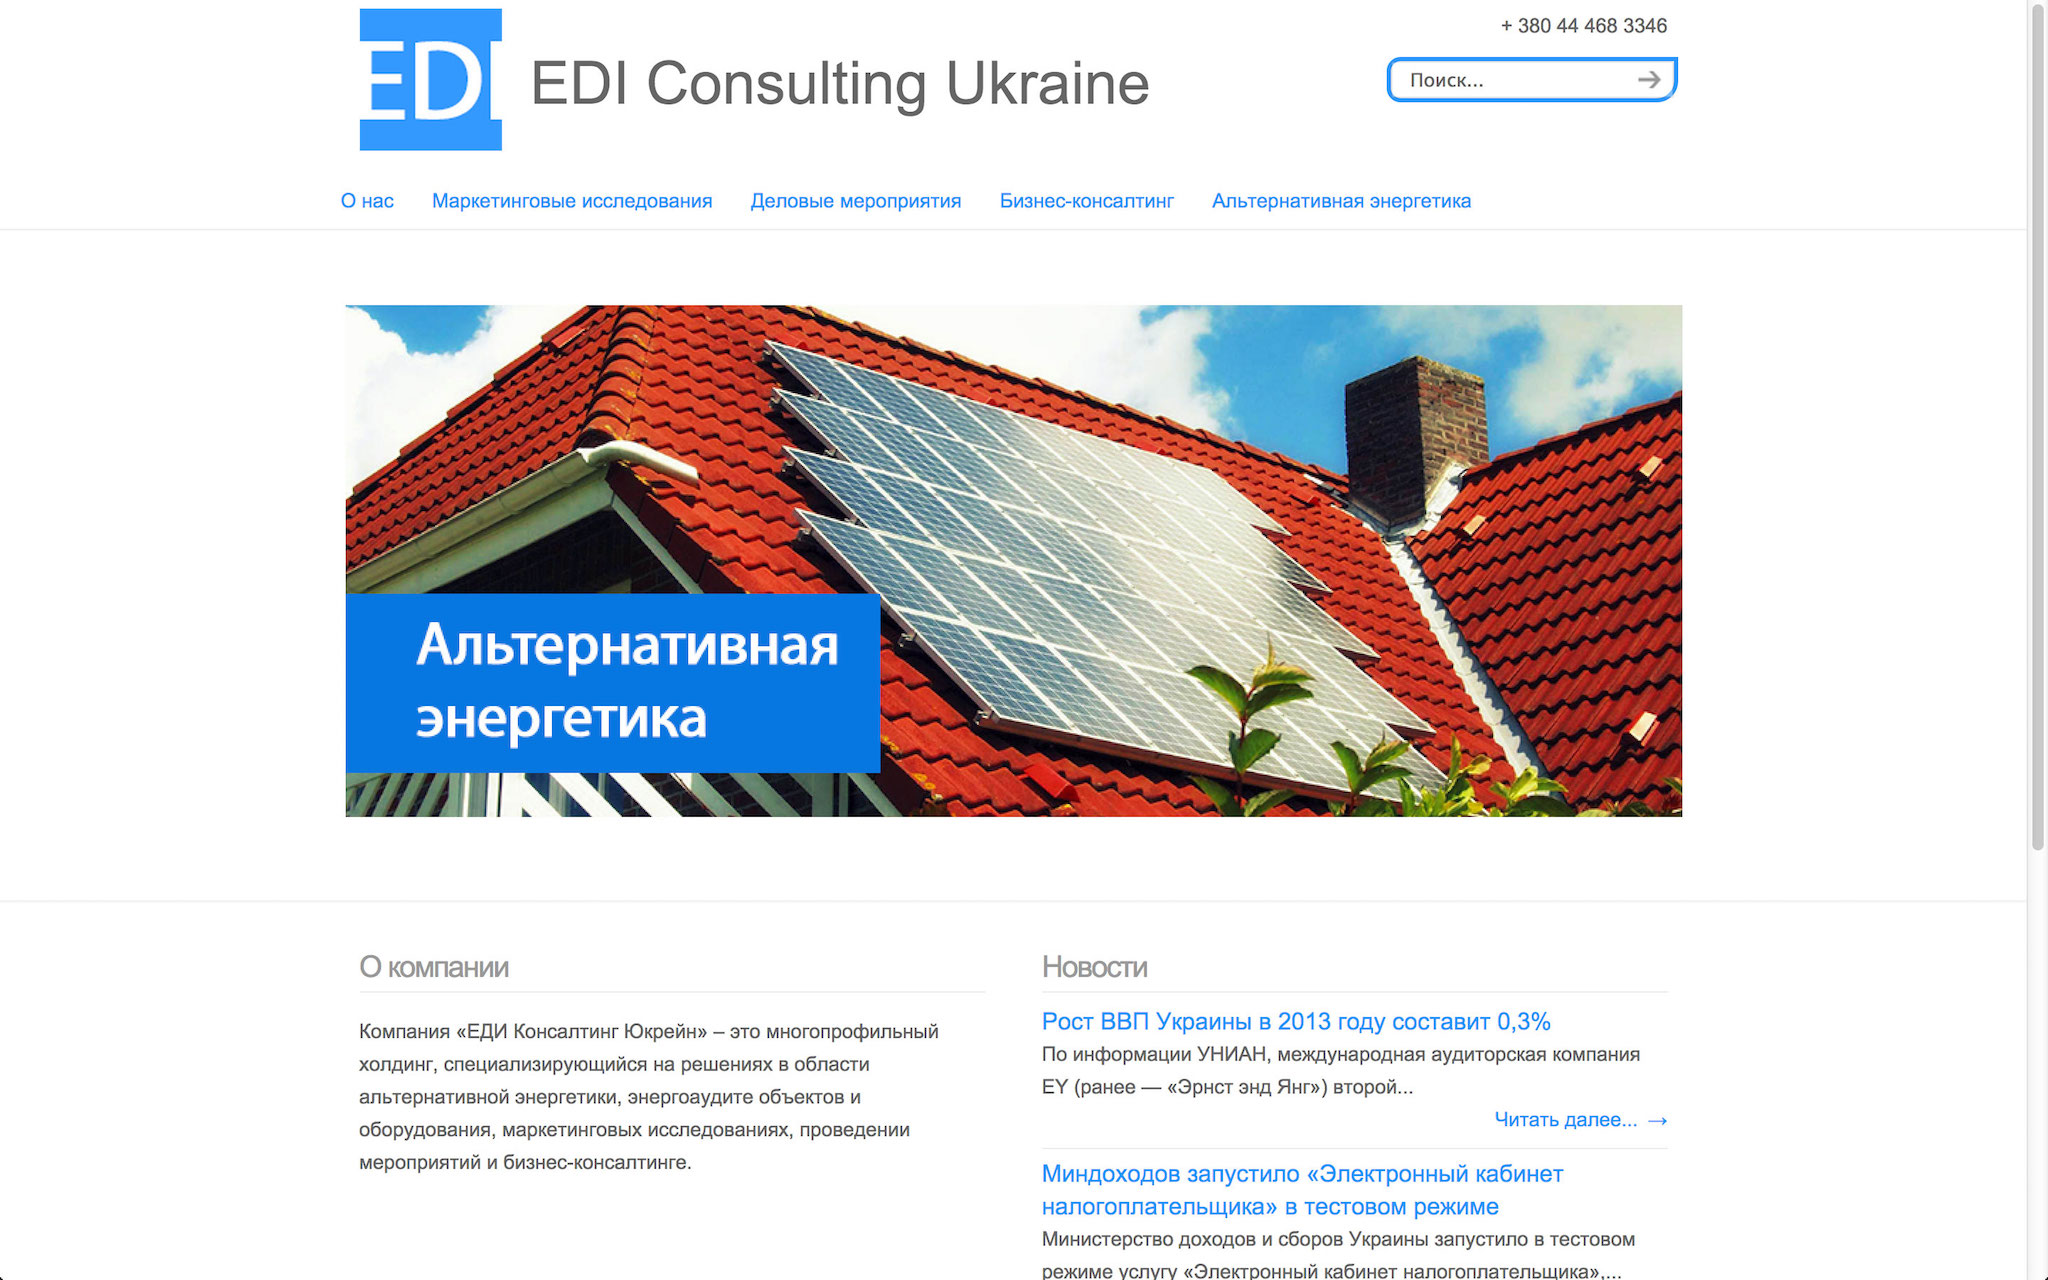 EDI
EDI Consulting Ukraine
+ 380 44 468 3346
Поиск...
О нас
Маркетинговые исследования
Деловые мероприятия
Бизнес-консалтинг
Альтернативная энергетика
Альтернативная
энергетика
О компании
Компания «ЕДИ Консалтинг Юкрейн» – это многопрофильный
холдинг, специализирующийся на решениях в области
альтернативной энергетики, энергоаудите объектов и
оборудования, маркетинговых исследованиях, проведении
мероприятий и бизнес-консалтинге.
Новости
Рост ВВП Украины в 2013 году составит 0,3%
По информации УНИАН, международная аудиторская компания
EY (ранее — «Эрнст энд Янг») второй...
Читать далее... →
Миндоходов запустило «Электронный кабинет
налогоплательщика» в тестовом режиме
Министерство доходов и сборов Украины запустило в тестовом
режиме услугу «Электронный кабинет налогоплательщика»,...